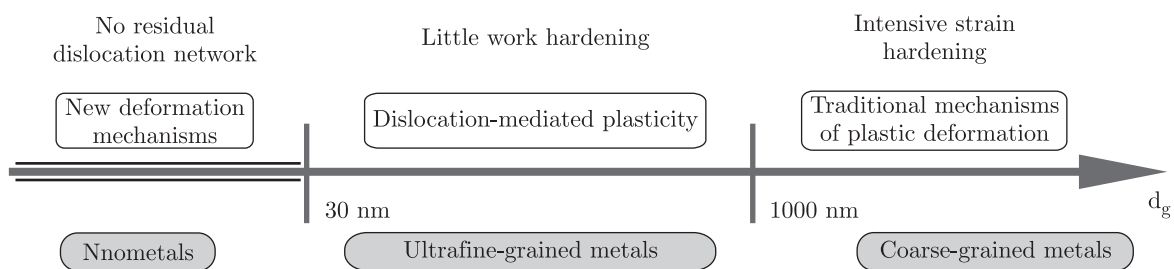 No residual
dislocation network
Little work hardening
Intensive strain
hardening
New deformation
mechanisms
Dislocation-mediated plasticity
Traditional mechanisms
of plastic deformation
30 nm
1000 nm
d_g
Nnometals
Ultrafine-grained metals
Coarse-grained metals